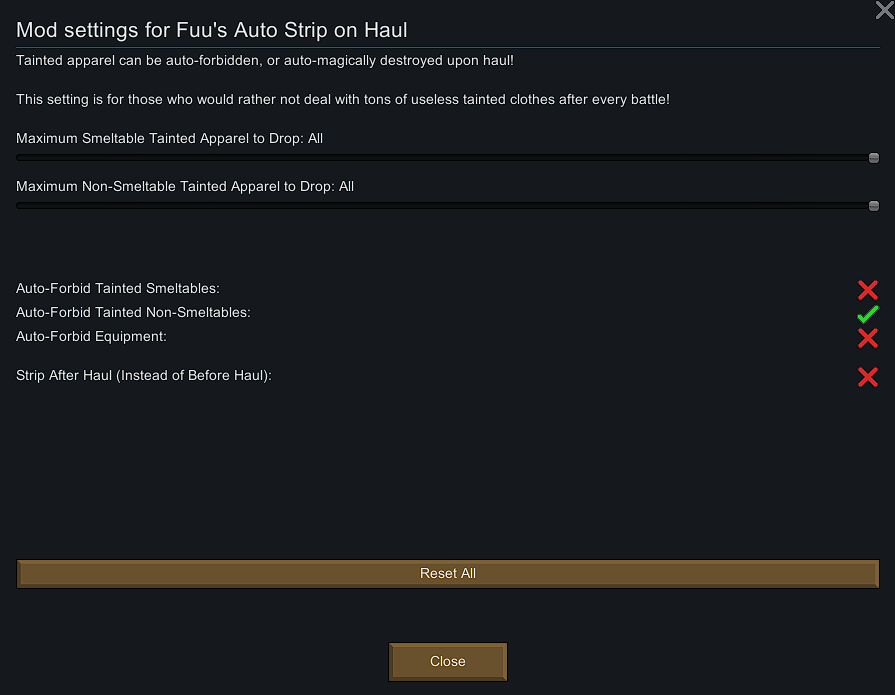 Mod settings for Fuu's Auto Strip on Haul
Tainted apparel can be auto-forbidden, or auto-magically destroyed upon haul!
This setting is for those who would rather not deal with tons of useless tainted clothes after every battle!
Maximum Smeltable Tainted Apparel to Drop: All
Maximum Non-Smeltable Tainted Apparel to Drop: All
Auto-Forbid Tainted Smeltables:
Auto-Forbid Tainted Non-Smeltables:
Auto-Forbid Equipment:
Strip After Haul (Instead of Before Haul):
Reset All
Close